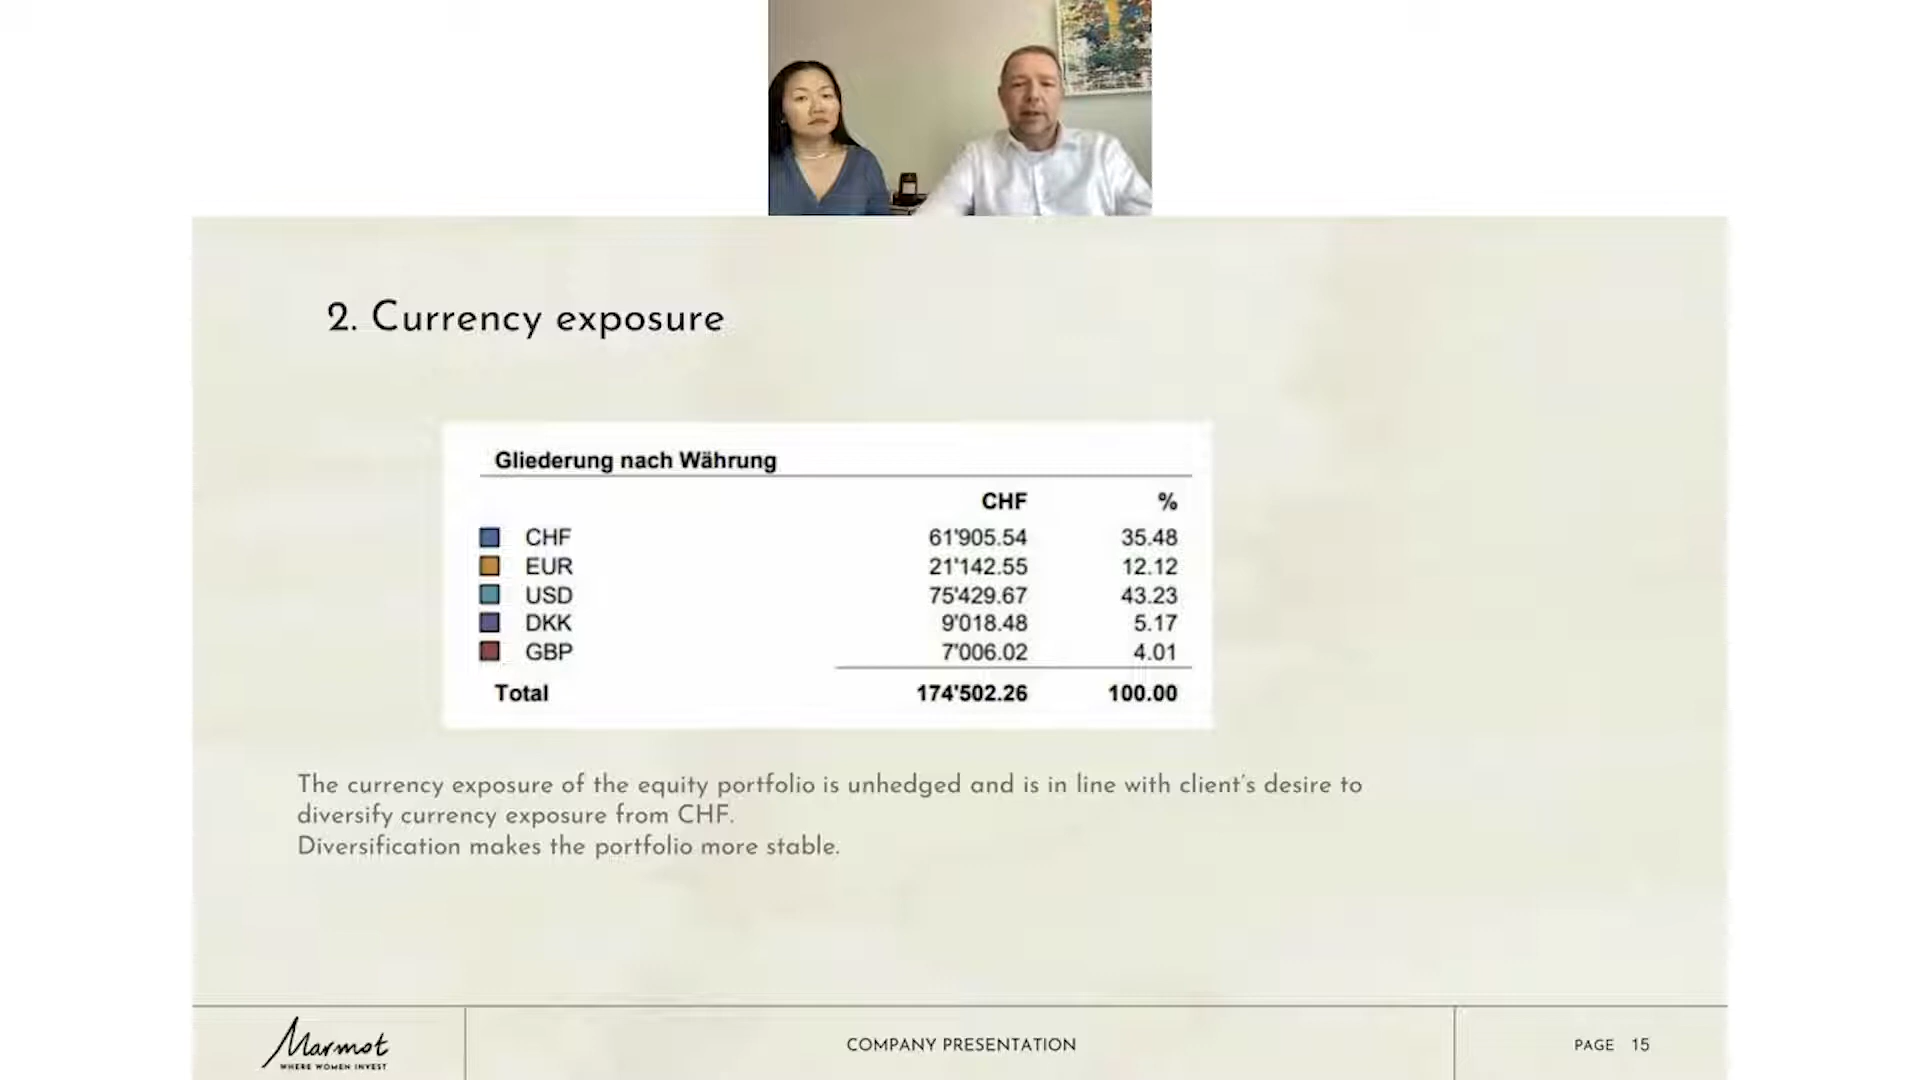 2. Currency exposure
Gliederung nach Währung
CHF %
CHF 61'905.54 35.48
EUR 21'142.55 12.12
USD 75'429.67 43.23
DKK 9'018.48 5.17
GBP 7'006.02 4.01
Total 174'502.26 100.00
The currency exposure of the equity portfolio is unhedged and is in line with client's desire to
diversify currency exposure from CHF.
Diversification makes the portfolio more stable.
Marmot
WHERE WOMEN INVEST
COMPANY PRESENTATION
PAGE 15